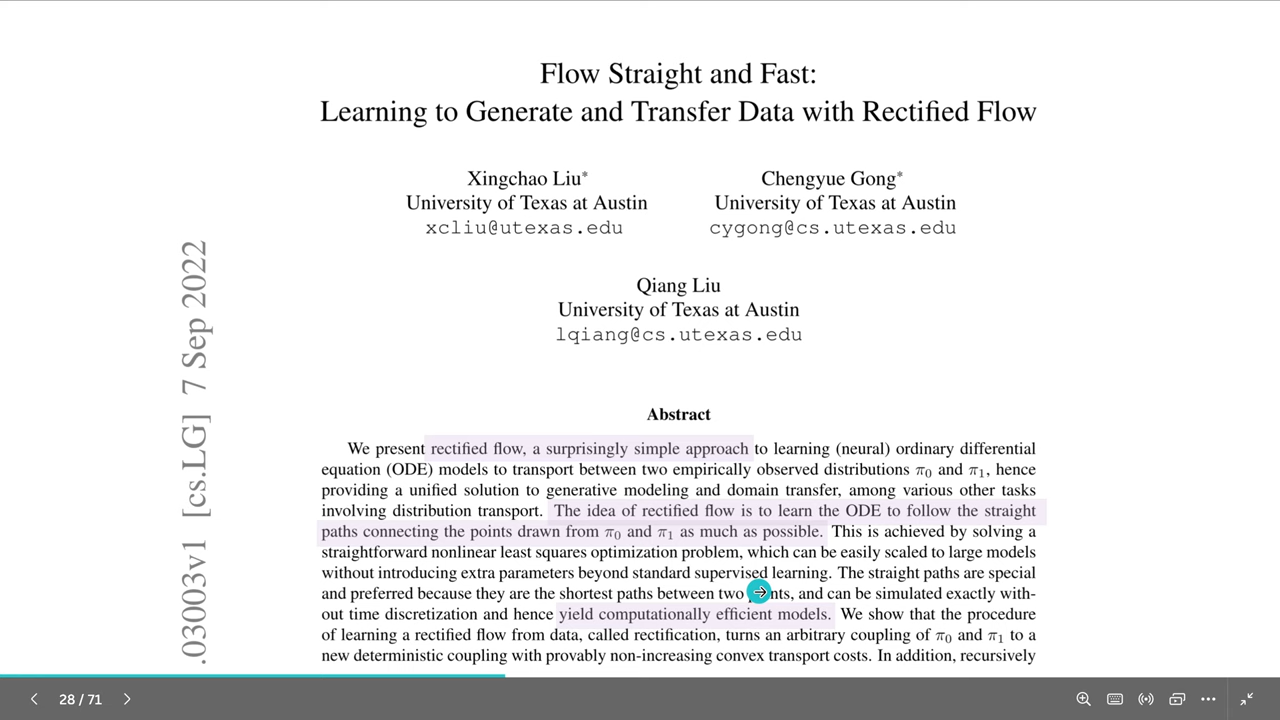 Flow Straight and Fast:
Learning to Generate and Transfer Data with Rectified Flow
Xingchao Liu*
University of Texas at Austin
xcliu@utexas.edu
Chengyue Gong*
University of Texas at Austin
cygong@cs.utexas.edu
Qiang Liu
University of Texas at Austin
lqiang@cs.utexas.edu
.03003v1 [cs.LG] 7 Sep 2022
Abstract
We present rectified flow, a surprisingly simple approach to learning (neural) ordinary differential
equation (ODE) models to transport between two empirically observed distributions π₀ and π₁, hence
providing a unified solution to generative modeling and domain transfer, among various other tasks
involving distribution transport. The idea of rectified flow is to learn the ODE to follow the straight
paths connecting the points drawn from π₀ and π₁ as much as possible. This is achieved by solving a
straightforward nonlinear least squares optimization problem, which can be easily scaled to large models
without introducing extra parameters beyond standard supervised learning. The straight paths are special
and preferred because they are the shortest paths between two and can be simulated exactly with-
out time discretization and hence yield computationally efficient models. We show that the procedure
of learning a rectified flow from data, called rectification, turns an arbitrary coupling of π₀ and π₁ to a
new deterministic coupling with provably non-increasing convex transport costs. In addition, recursively
28 / 71